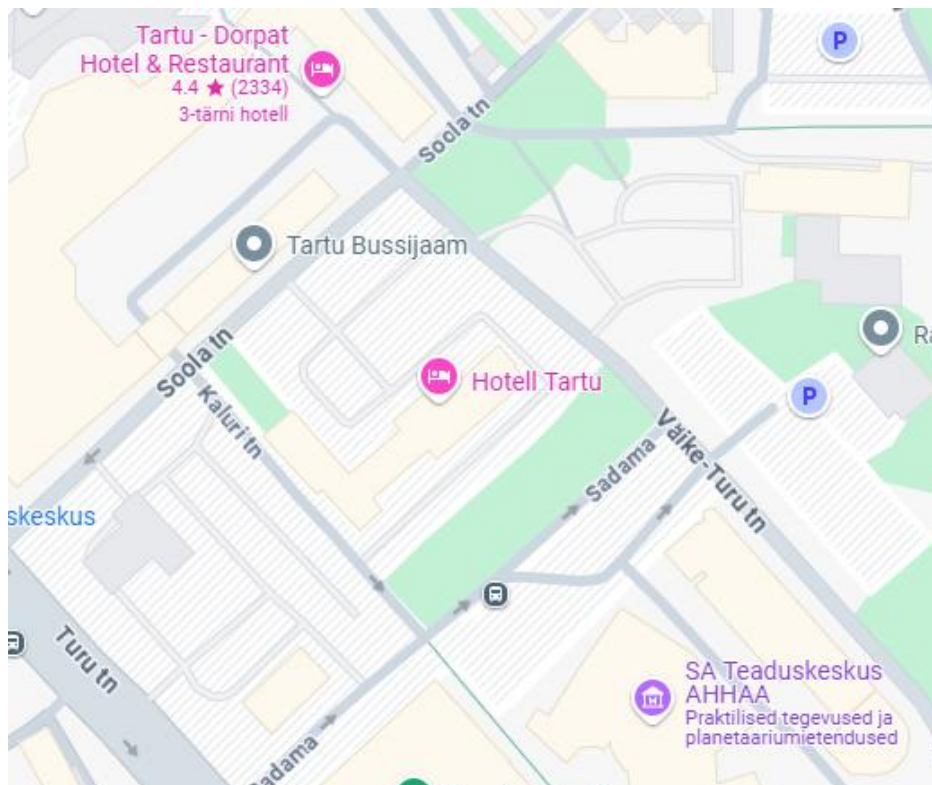 Tartu - Dorpat
Hotel & Restaurant
4.4 ★ (2334)
3-tärni hotell
P
Soola tn
Tartu Bussijaam
Soola tn
Ra
Hotell Tartu
P
Kaluri tn
Väike-Turu tn
Sadama
skeskus
Turu tn
SA Teaduskeskus
AHHAA
Praktilised tegevused ja
planetaariumietendused
Sadama